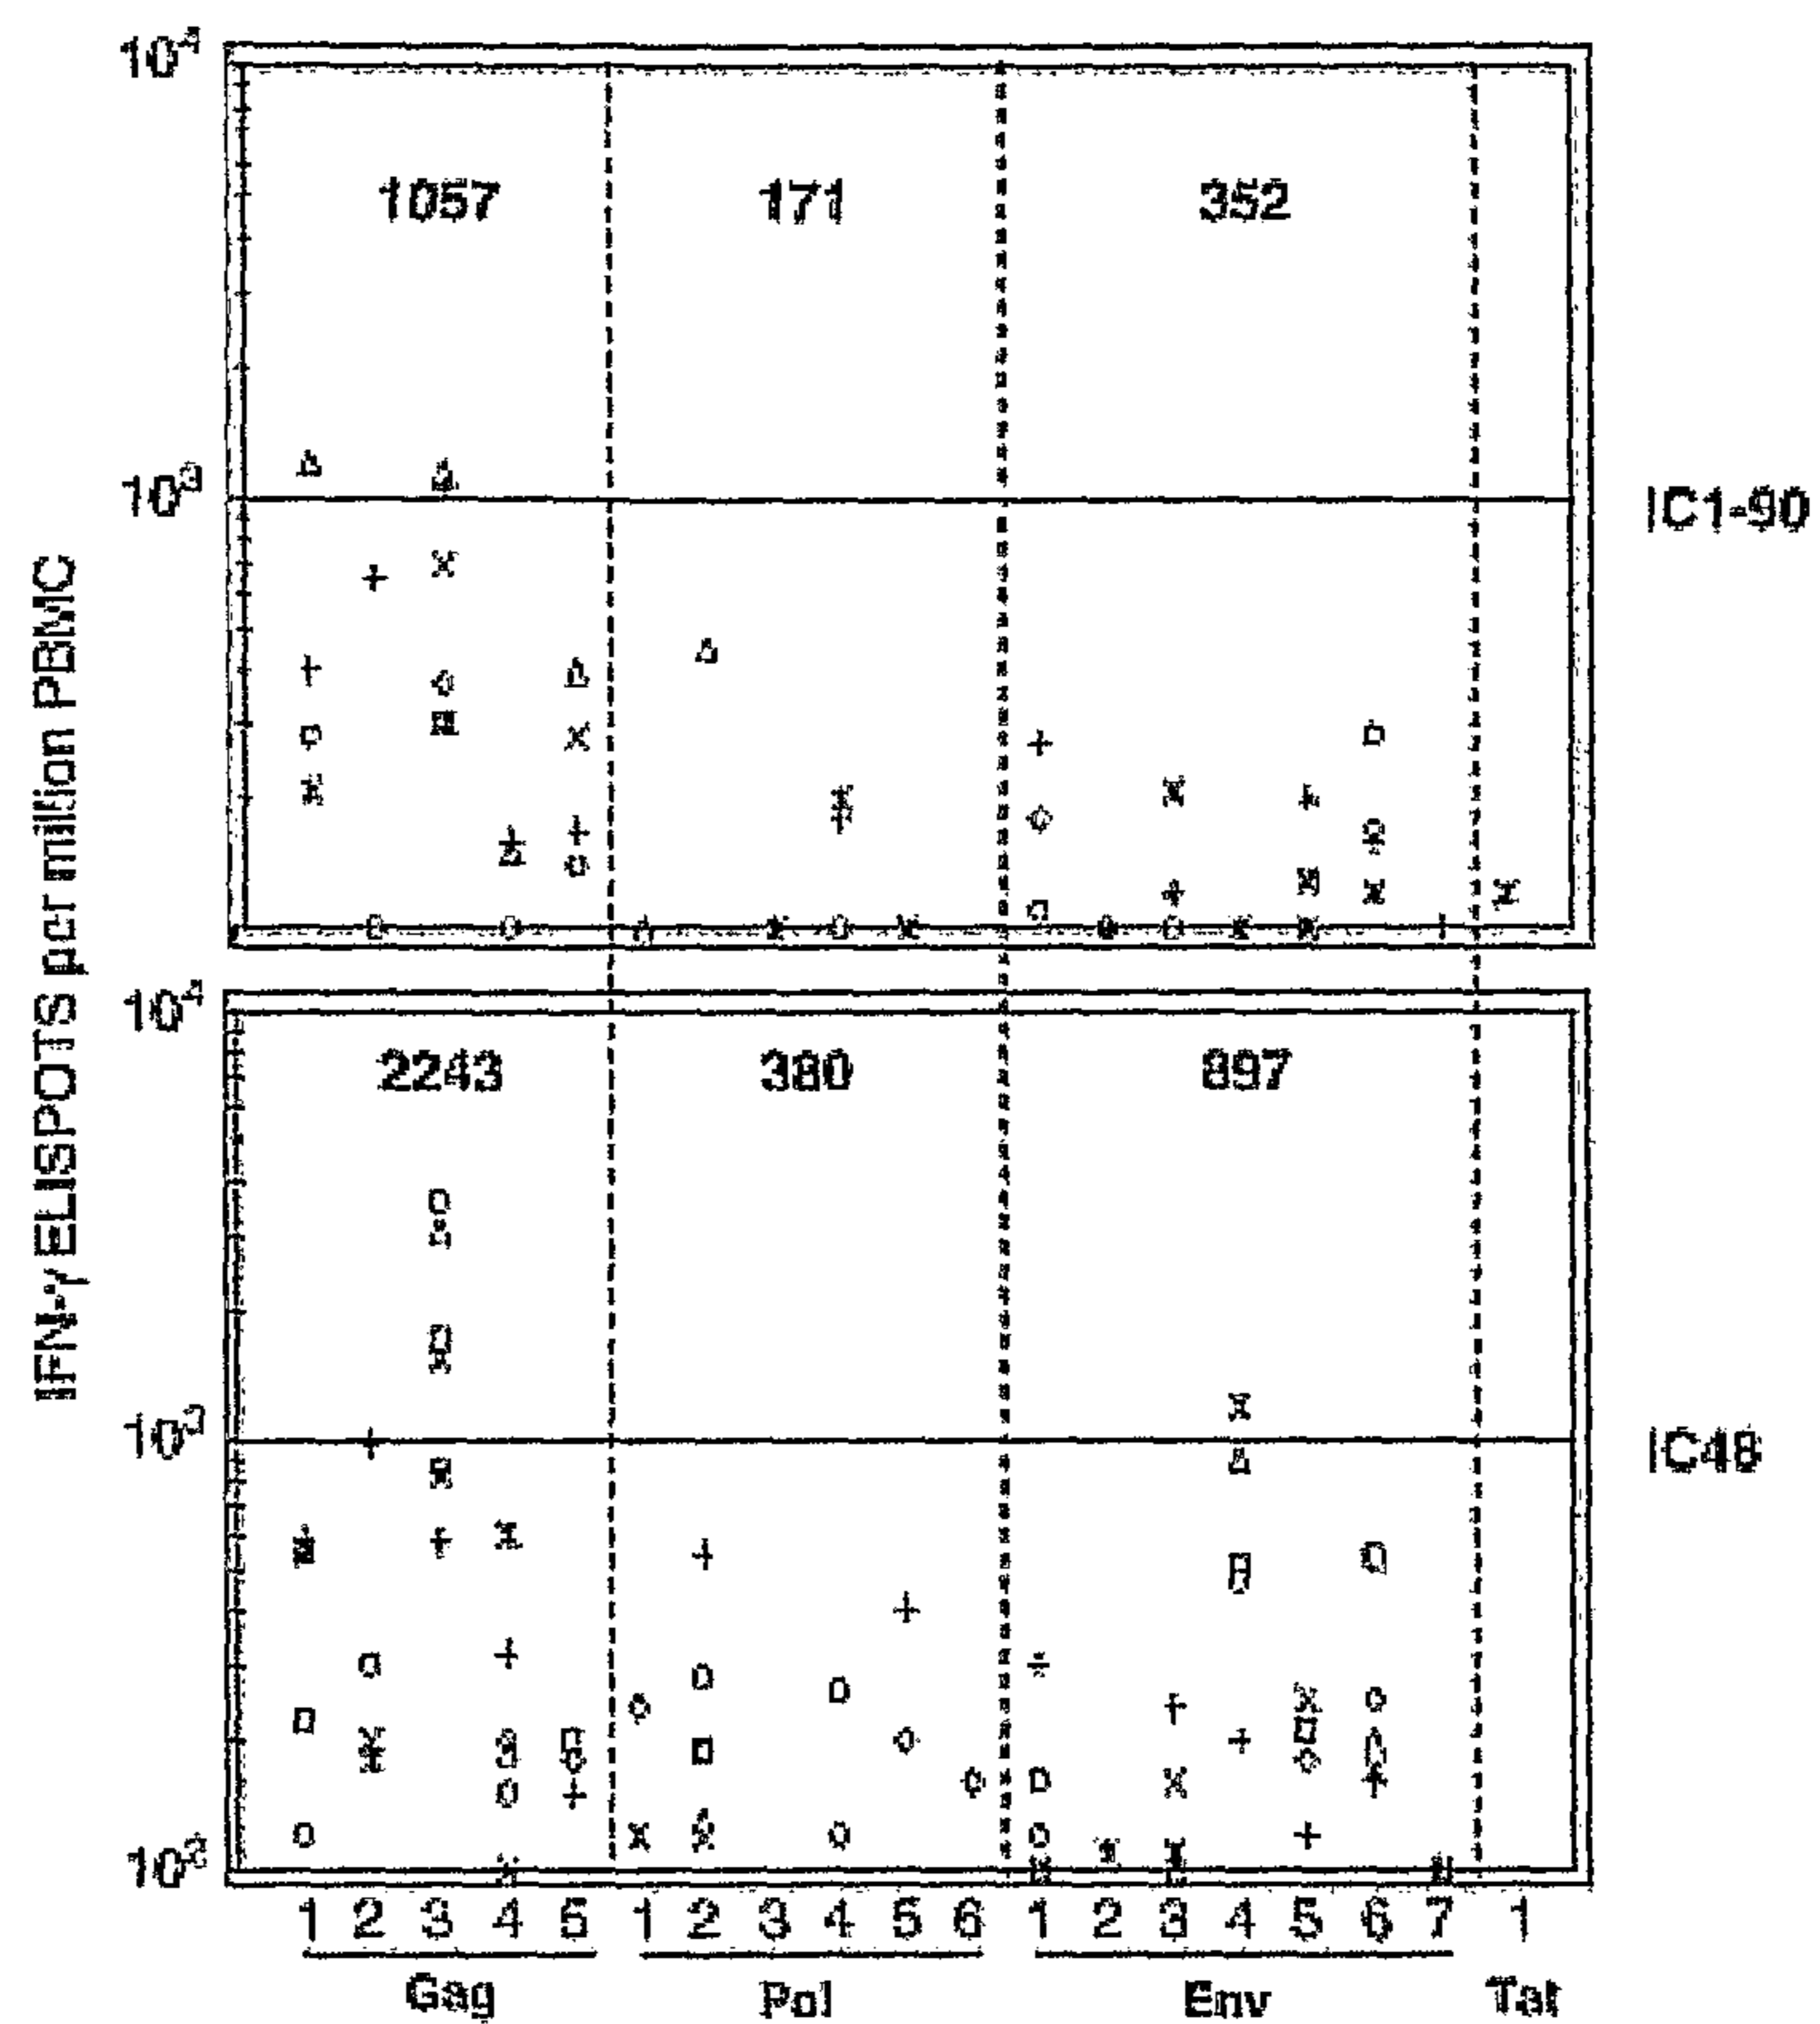 IFN-γ ELISPOTS per million PBMC
10⁴
1057 171 352
10³
IC1-90
10⁴
2243 380 897
10³
IC48
10²
1 2 3 4 5 1 2 3 4 5 6 1 2 3 4 5 6 7 1
Gag Pol Env Tat